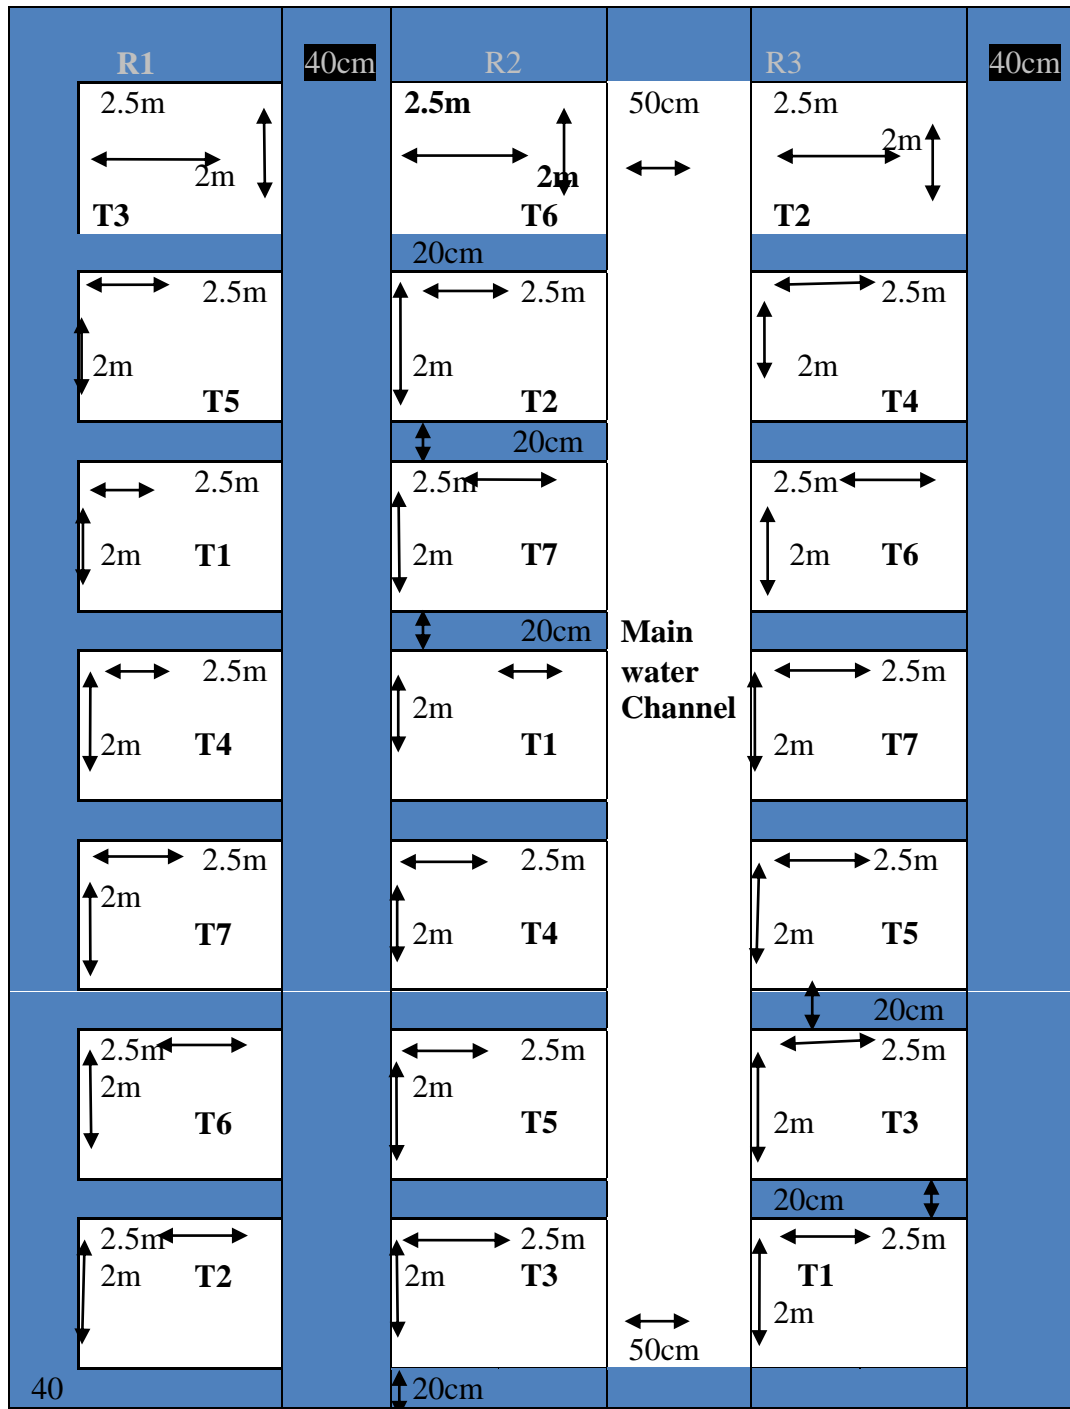 R1 40cm R2 R3 40cm
2.5m 2.5m 50cm 2.5m
2m 2m 2m
T3 T6 T2
20cm
2.5m 2.5m 2.5m
2m 2m 2m
T5 T2 T4
20cm
2.5m 2.5m 2.5m
2m T1 2m T7 2m T6
20cm Main
water
Channel
2.5m 2.5m
2m
2m T4 T1 2m T7
2.5m 2.5m 2.5m
2m
T7 2m T4 2m T5
20cm
2.5m 2.5m 2.5m
2m 2m
T6 T5 2m T3
20cm
2.5m 2.5m 2.5m
2m T2 2m T3 T1
2m
50cm
40 20cm